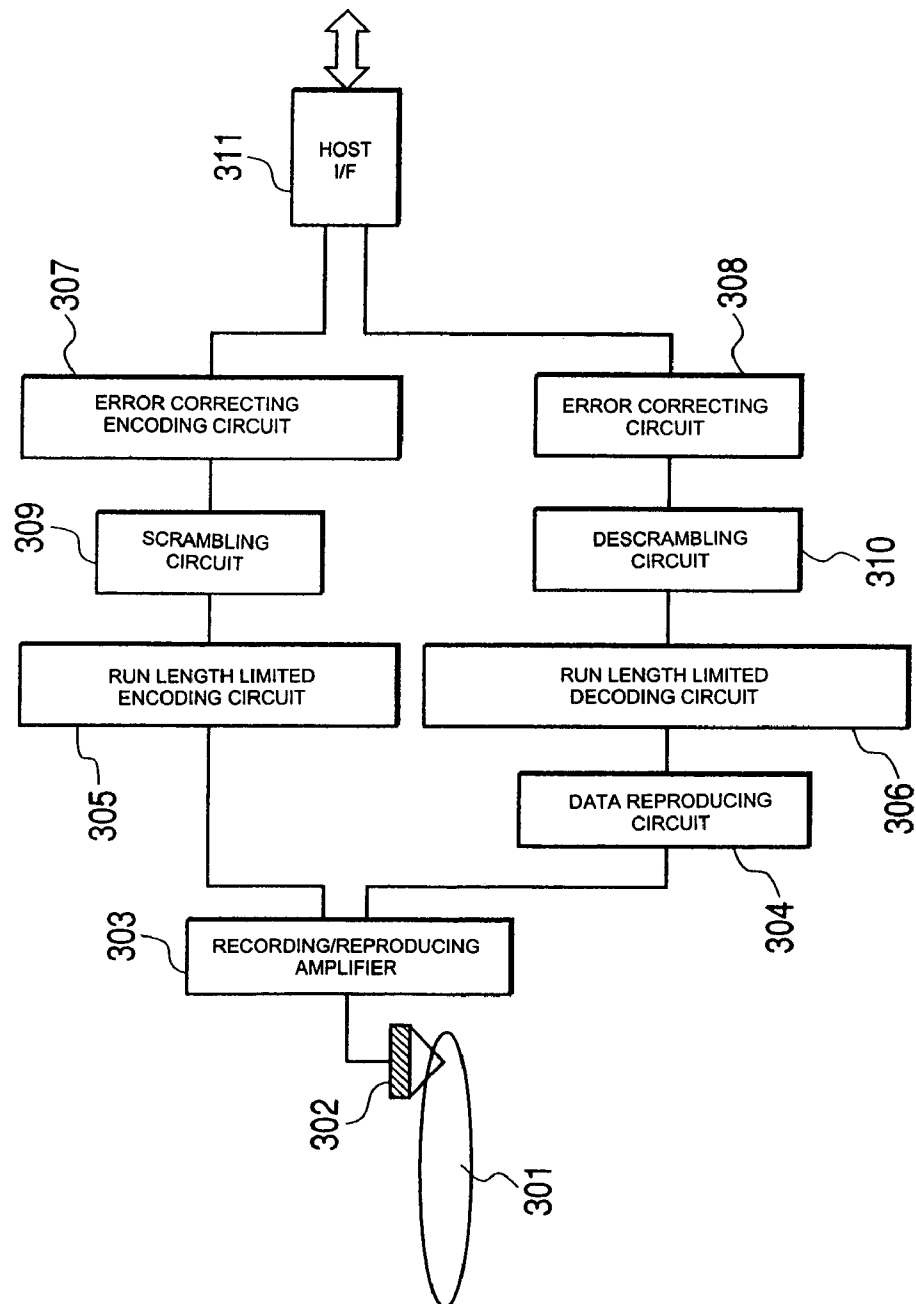 311
HOST
I/F
307
ERROR CORRECTING
ENCODING CIRCUIT
308
ERROR CORRECTING
CIRCUIT
309
SCRAMBLING
CIRCUIT
DESCRAMBLING
CIRCUIT
310
RUN LENGTH LIMITED
ENCODING CIRCUIT
305
RUN LENGTH LIMITED
DECODING CIRCUIT
306
DATA REPRODUCING
CIRCUIT
304
303
RECORDING/REPRODUCING
AMPLIFIER
302
301